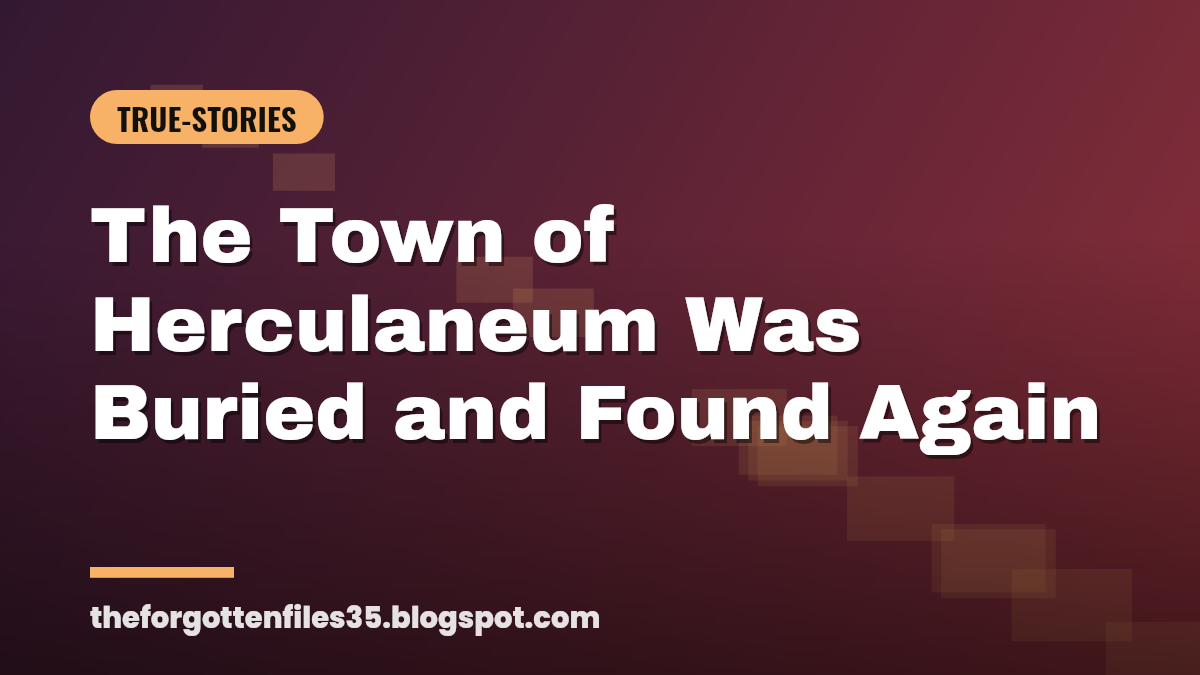 TRUE-STORIES
The Town of
Herculaneum Was
Buried and Found Again
theforgottenfiles35.blogspot.com